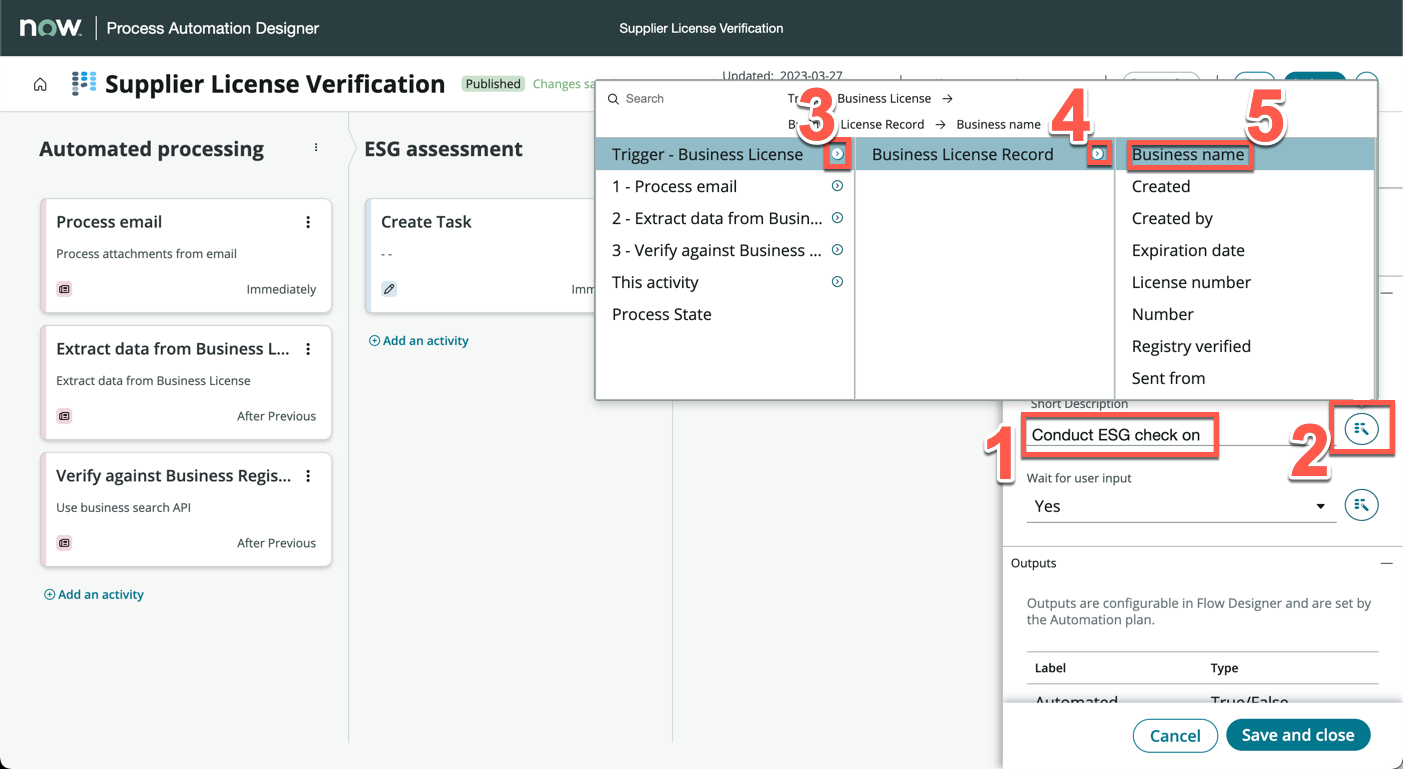 now.
Process Automation Designer
Supplier License Verification
Supplier License Verification
Published
Changes sa
Updated: 2023-03-27
Automated processing
Process email
Process attachments from email
Immediately
Extract data from Business L...
Extract data from Business License
After Previous
Verify against Business Regis...
Use business search API
After Previous
Add an activity
ESG assessment
Create Task
--
Imm
Add an activity
Search
Business License →
License Record → Business name
3
4
5
Trigger - Business License
1 - Process email
2 - Extract data from Busin...
3 - Verify against Business ...
This activity
Process State
Business License Record
Business name
Created
Created by
Expiration date
License number
Number
Registry verified
Sent from
Short Description
1
Conduct ESG check on
2
Wait for user input
Yes
Outputs
Outputs are configurable in Flow Designer and are set by
the Automation plan.
Label Type
Automated True/False
Cancel
Save and close